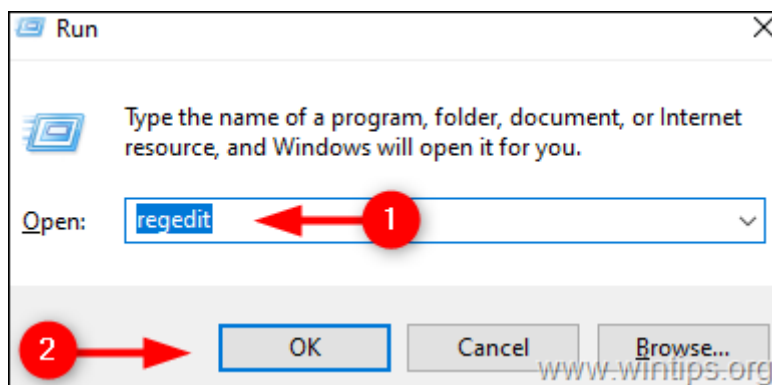 Run
Type the name of a program, folder, document, or Internet
resource, and Windows will open it for you.
Open: regedit 1
2 OK Cancel Browse...
www.wintips.org